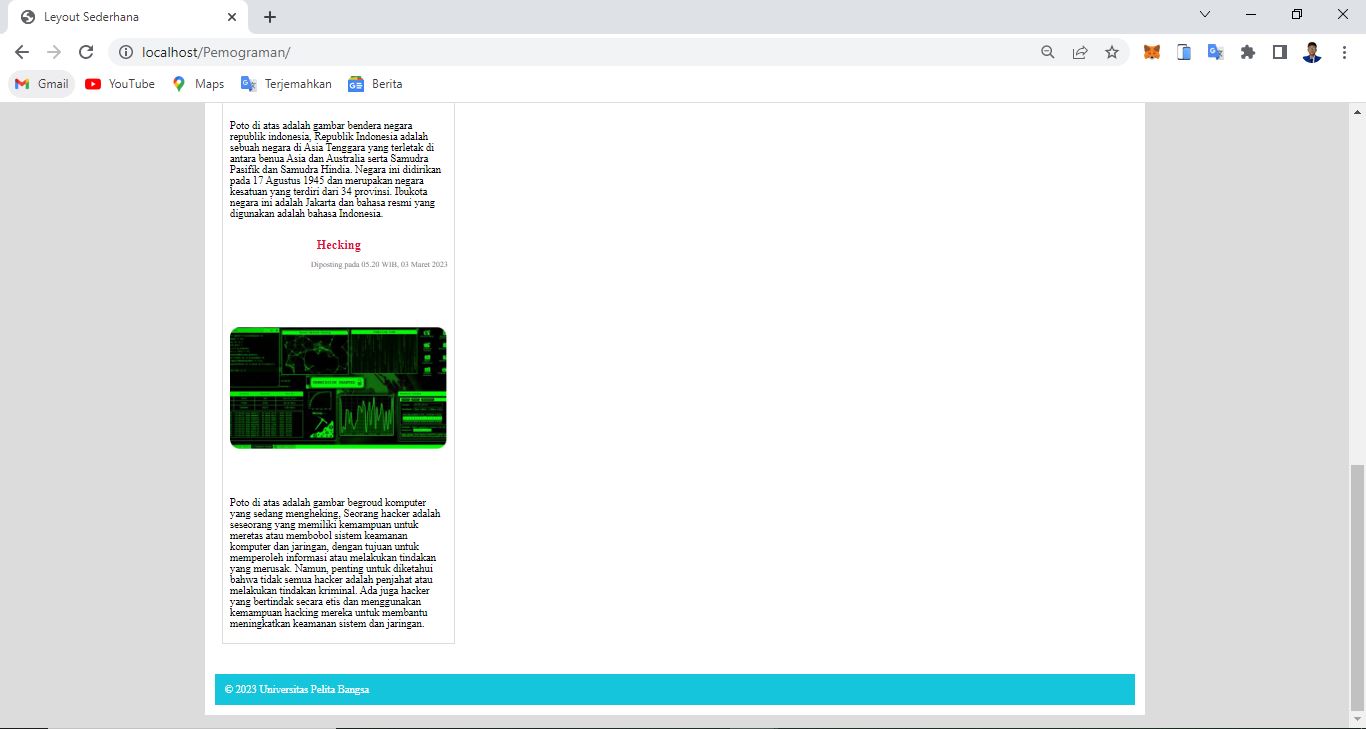 Leyout Sederhana
localhost/Pemograman/
Gmail YouTube Maps Terjemahkan Berita
Poto di atas adalah gambar bendera negara
republik indonesia, Republik Indonesia adalah
sebuah negara di Asia Tenggara yang terletak di
antara benua Asia dan Australia serta Samudra
Pasifik dan Samudra Hindia. Negara ini didirikan
pada 17 Agustus 1945 dan merupakan negara
kesatuan yang terdiri dari 34 provinsi. Ibukota
negara ini adalah Jakarta dan bahasa resmi yang
digunakan adalah bahasa Indonesia.
Hecking
Diposting pada 05.20 WIB, 03 Maret 2023
Poto di atas adalah gambar begroud komputer
yang sedang mengheking, Seorang hacker adalah
seseorang yang memiliki kemampuan untuk
meretas atau membobol sistem keamanan
komputer dan jaringan, dengan tujuan untuk
memperoleh informasi atau melakukan tindakan
yang merusak. Namun, penting untuk diketahui
bahwa tidak semua hacker adalah penjahat atau
melakukan tindakan kriminal. Ada juga hacker
yang bertindak secara etis dan menggunakan
kemampuan hacking mereka untuk membantu
meningkatkan keamanan sistem dan jaringan.
© 2023 Universitas Pelita Bangsa